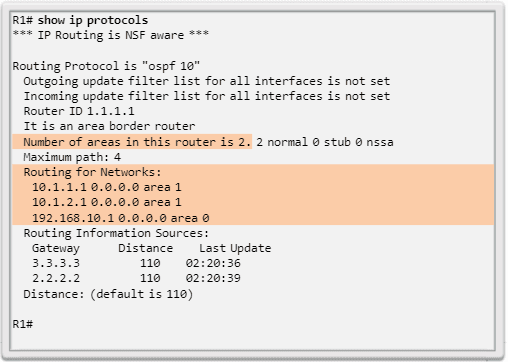 R1# show ip protocols
*** IP Routing is NSF aware ***
Routing Protocol is "ospf 10"
Outgoing update filter list for all interfaces is not set
Incoming update filter list for all interfaces is not set
Router ID 1.1.1.1
It is an area border router
Number of areas in this router is 2. 2 normal 0 stub 0 nssa
Maximum path: 4
Routing for Networks:
10.1.1.1 0.0.0.0 area 1
10.1.2.1 0.0.0.0 area 1
192.168.10.1 0.0.0.0 area 0
Routing Information Sources:
Gateway Distance Last Update
3.3.3.3 110 02:20:36
2.2.2.2 110 02:20:39
Distance: (default is 110)
R1#